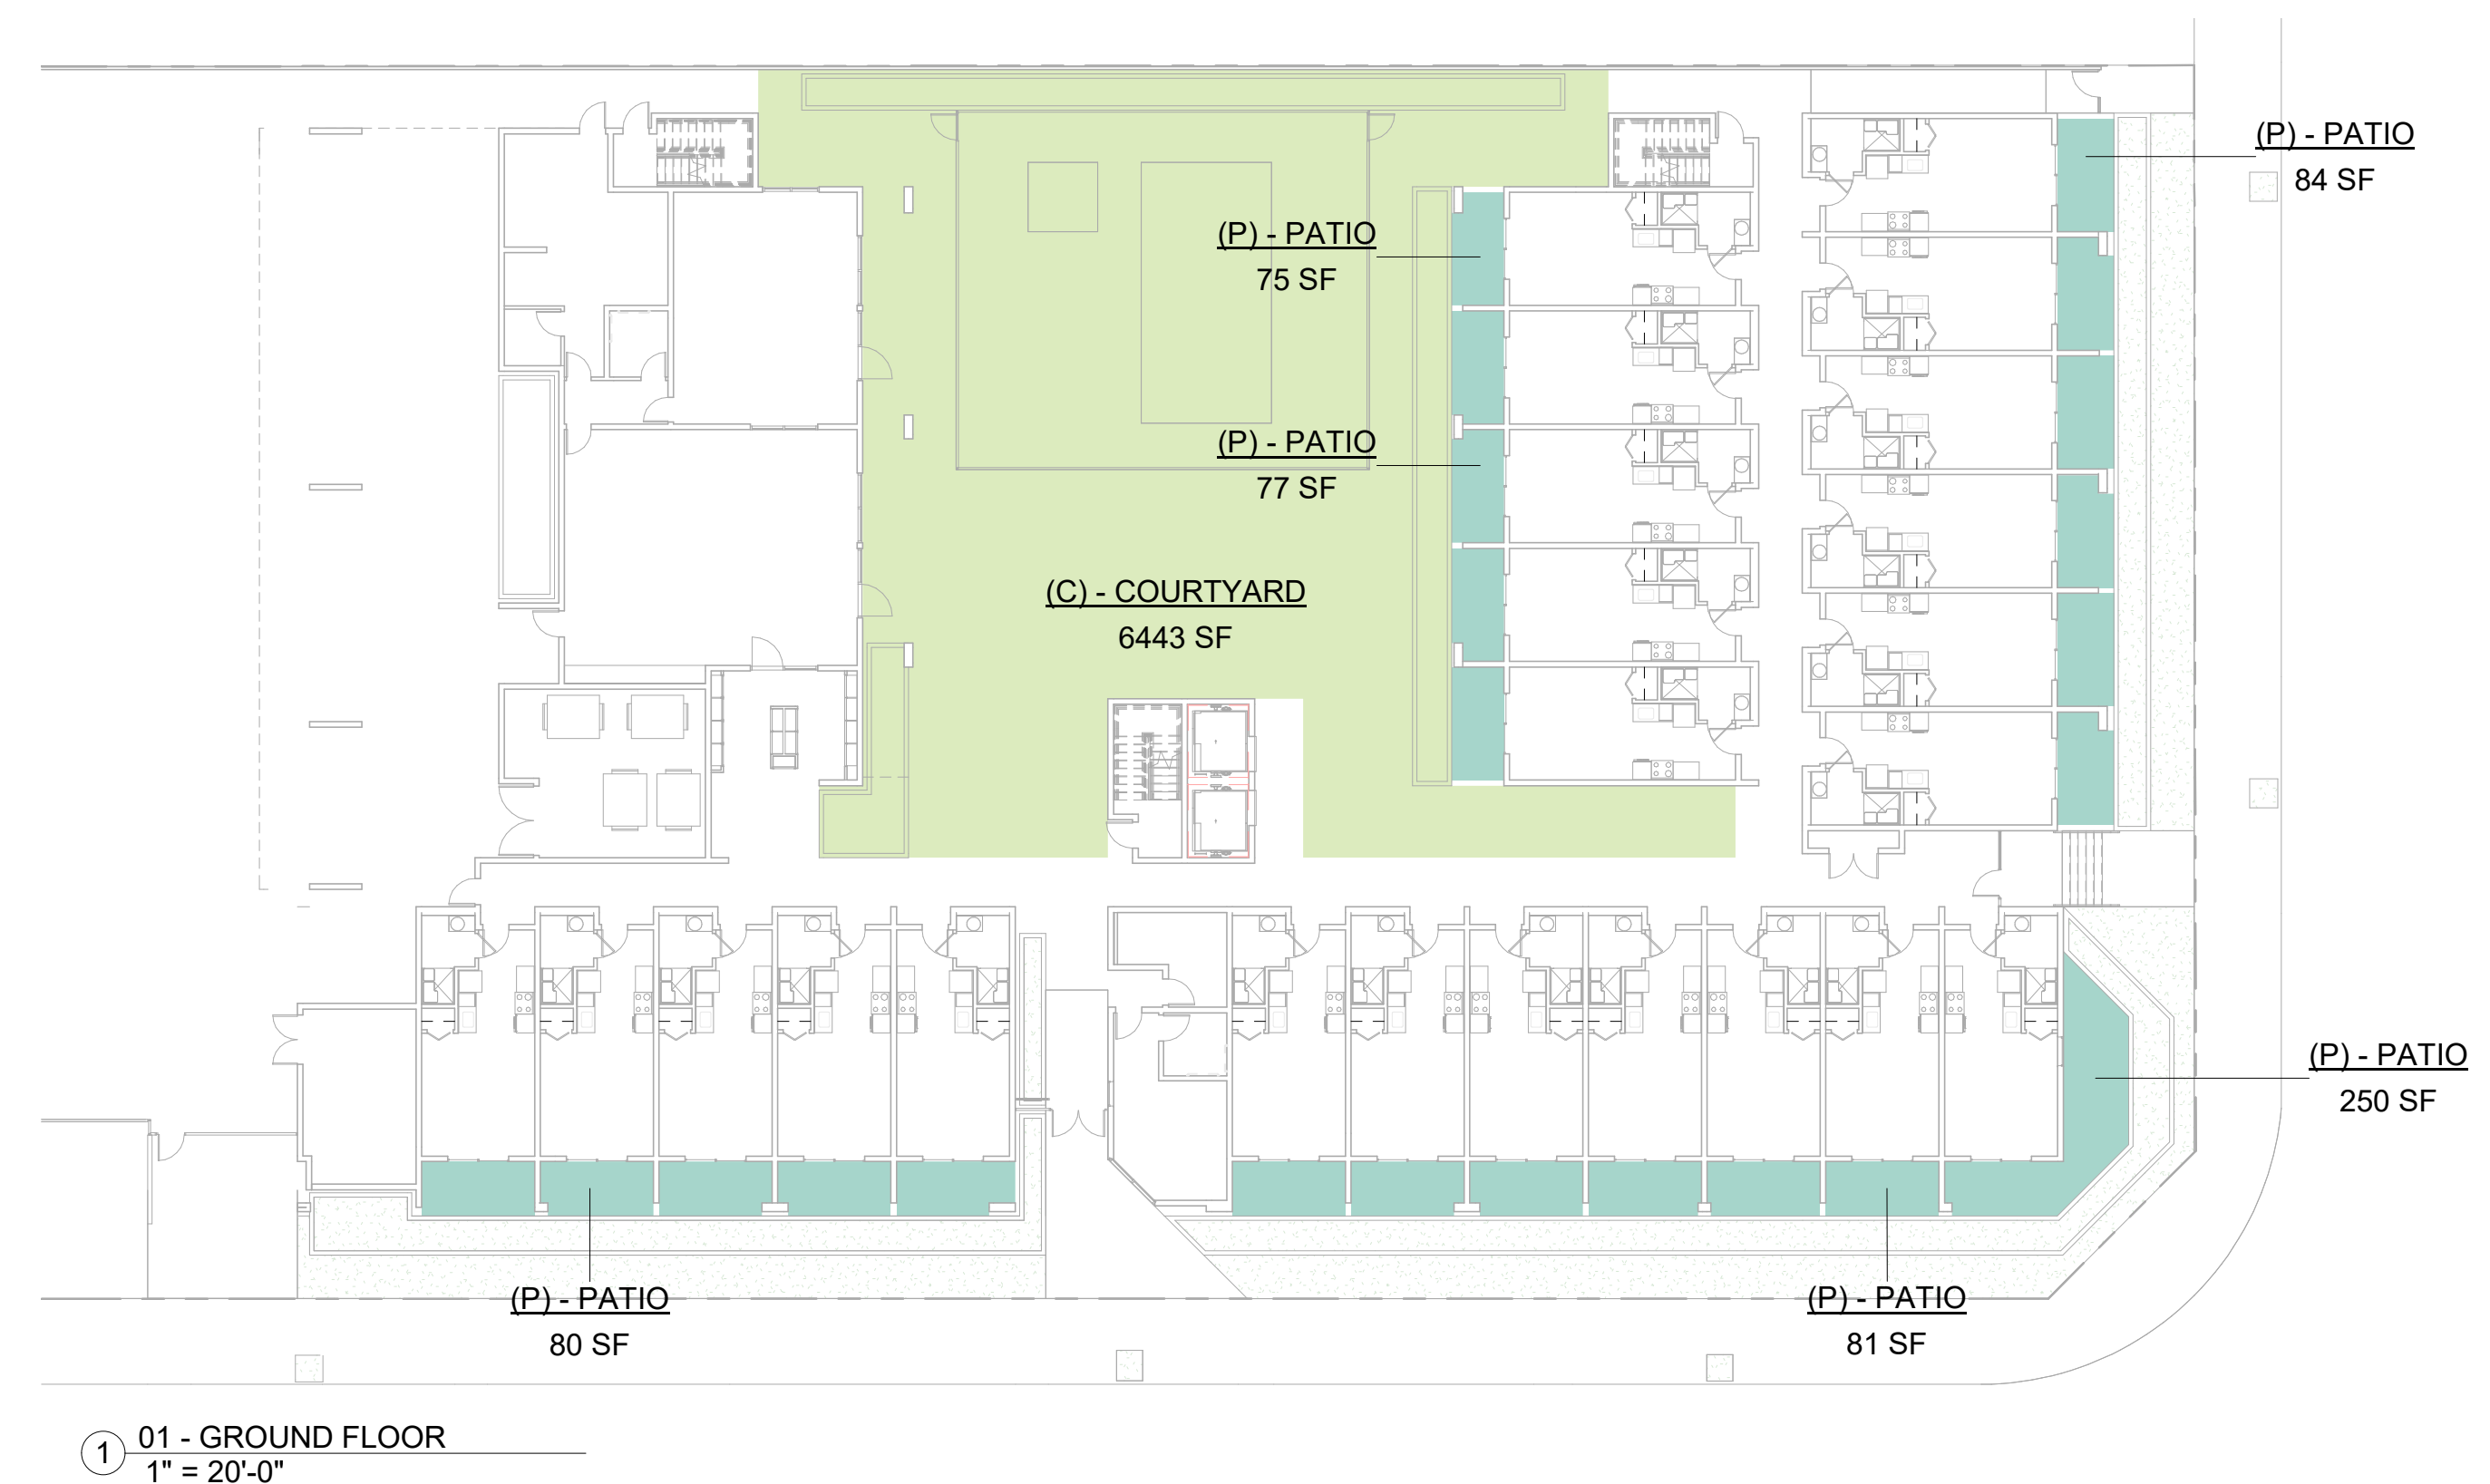 (P) - PATIO
84 SF
(P) - PATIO
75 SF
(P) - PATIO
77 SF
(C) - COURTYARD
6443 SF
(P) - PATIO
250 SF
(P) - PATIO
80 SF
(P) - PATIO
81 SF
1
01 - GROUND FLOOR
1" = 20'-0"